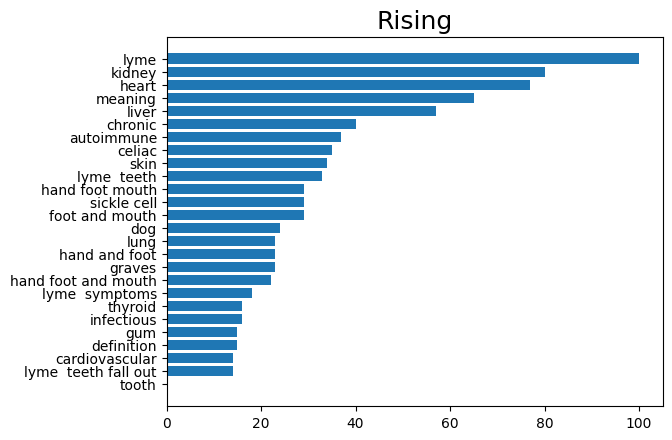 Rising
lyme
kidney
heart
meaning
liver
chronic
autoimmune
celiac
skin
lyme  teeth
hand foot mouth
sickle cell
foot and mouth
dog
lung
hand and foot
graves
hand foot and mouth
lyme  symptoms
thyroid
infectious
gum
definition
cardiovascular
lyme  teeth fall out
tooth
0 20 40 60 80 100